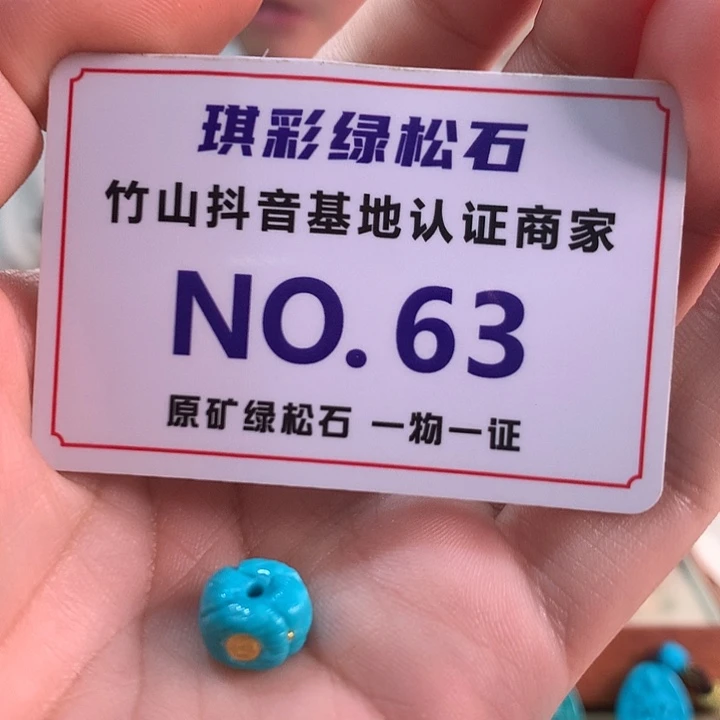 琪彩绿松石
竹山抖音基地认证商家
NO. 63
原矿绿松石 一物一证